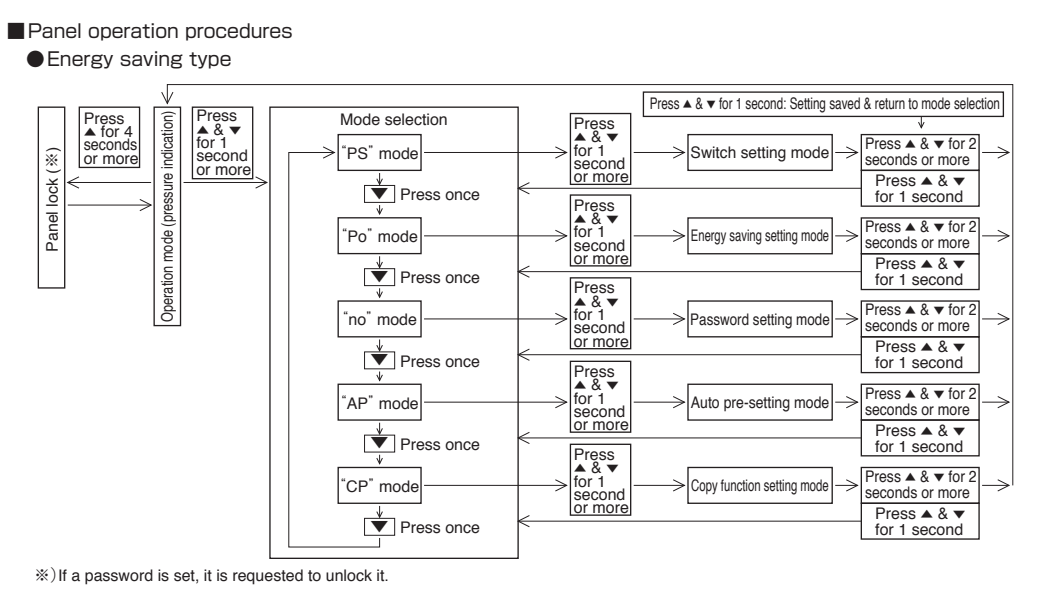 ■Panel operation procedures
●Energy saving type
Panel lock (※)
Press
▲ for 4
seconds
or more
Operation mode (pressure indication)
Press
▲ & ▼
for 1
second
or more
Mode selection
Press ▲ & ▼ for 1 second: Setting saved & return to mode selection
“PS” mode
Press
▲ & ▼
for 1
second
or more
Switch setting mode
Press ▲ & ▼ for 2
seconds or more
Press ▲ & ▼
for 1 second
▼ Press once
“Po” mode
Press
▲ & ▼
for 1
second
or more
Energy saving setting mode
Press ▲ & ▼ for 2
seconds or more
Press ▲ & ▼
for 1 second
▼ Press once
“no” mode
Press
▲ & ▼
for 1
second
or more
Password setting mode
Press ▲ & ▼ for 2
seconds or more
Press ▲ & ▼
for 1 second
▼ Press once
“AP” mode
Press
▲ & ▼
for 1
second
or more
Auto pre-setting mode
Press ▲ & ▼ for 2
seconds or more
Press ▲ & ▼
for 1 second
▼ Press once
“CP” mode
Press
▲ & ▼
for 1
second
or more
Copy function setting mode
Press ▲ & ▼ for 2
seconds or more
Press ▲ & ▼
for 1 second
▼ Press once
※)If a password is set, it is requested to unlock it.